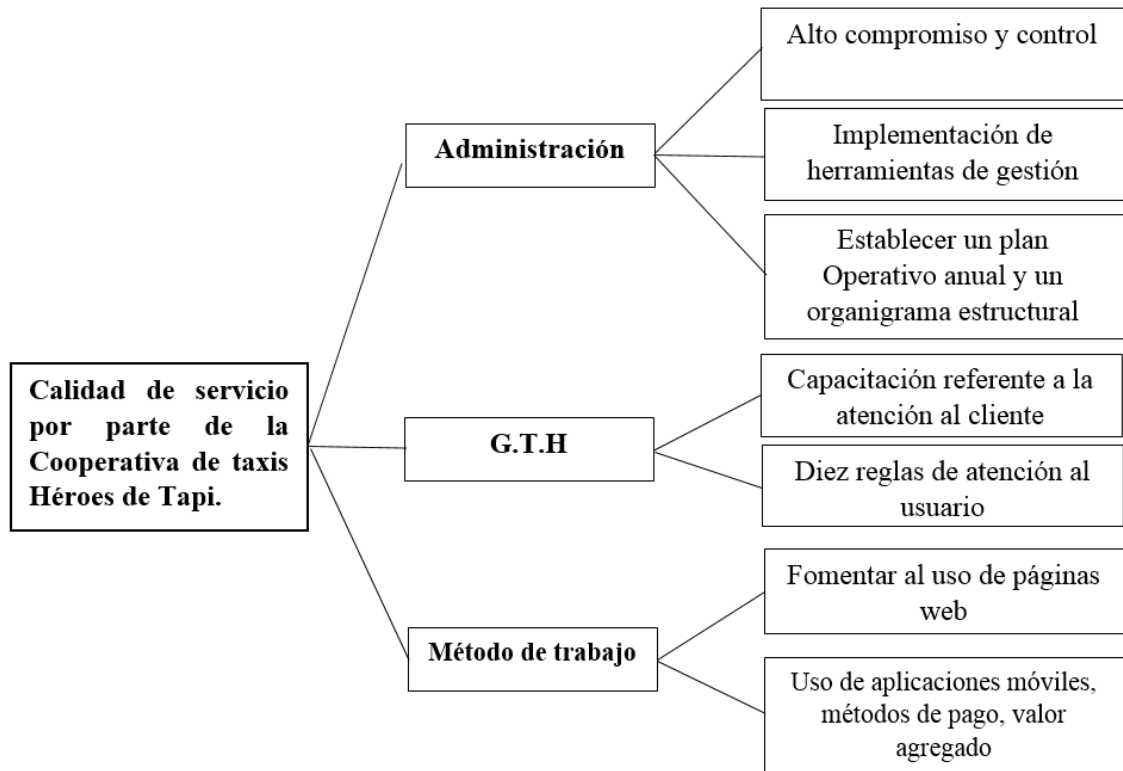 Alto compromiso y control
Administración
Implementación de
herramientas de gestión
Establecer un plan
Operativo anual y un
organigrama estructural
Calidad de servicio
por parte de la
Cooperativa de taxis
Héroes de Tapi.
G.T.H
Capacitación referente a la
atención al cliente
Diez reglas de atención al
usuario
Método de trabajo
Fomentar al uso de páginas
web
Uso de aplicaciones móviles,
métodos de pago, valor
agregado